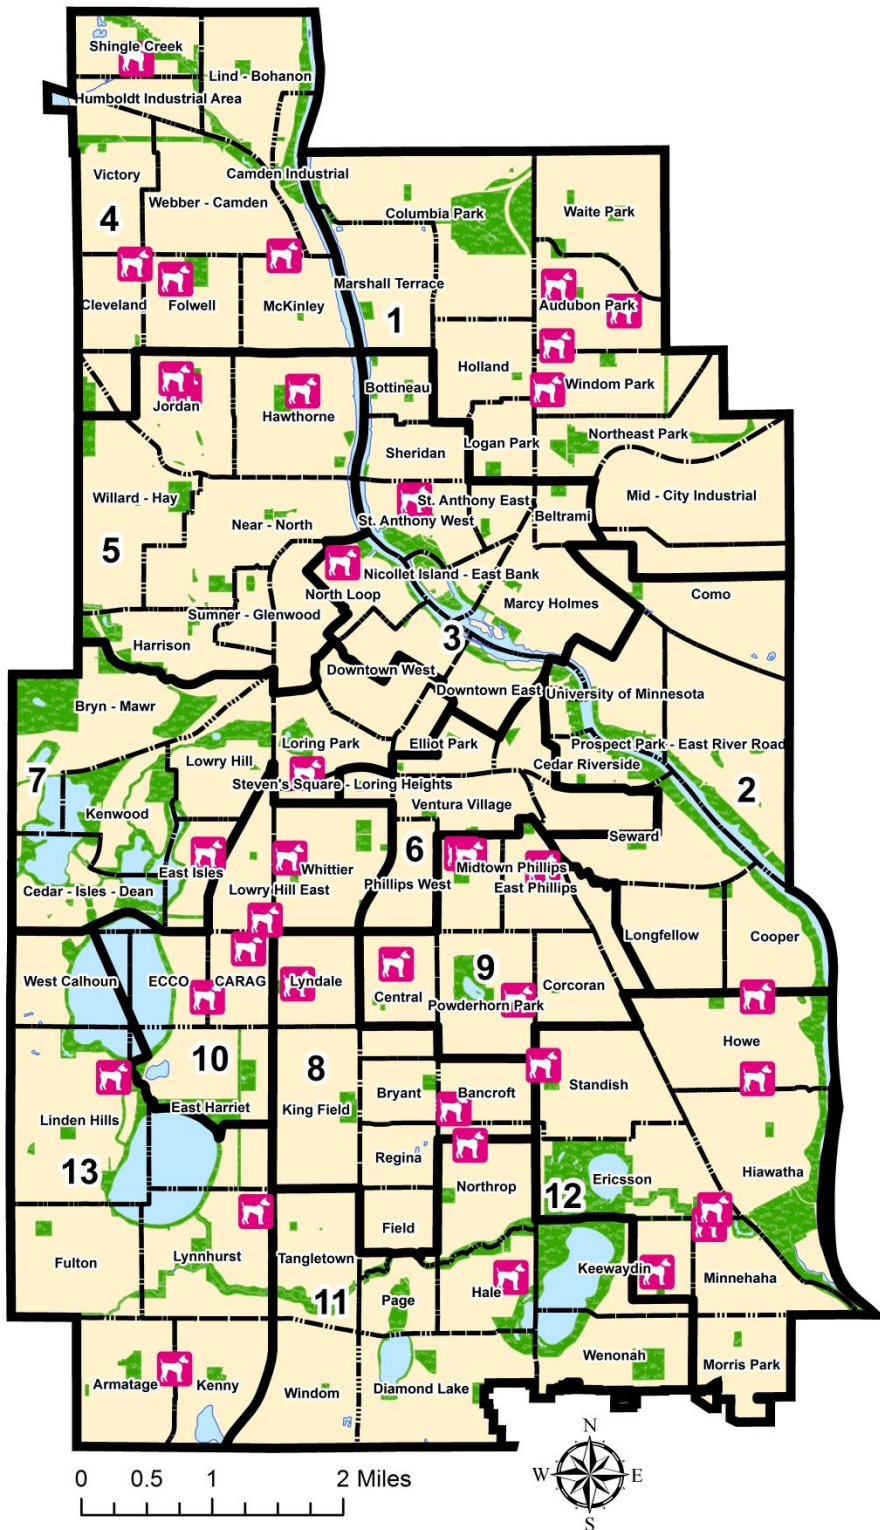 Shingle Creek
Lind - Bohanon
Humboldt Industrial Area
Victory
Camden Industrial
Webber - Camden
4
Columbia Park
Waite Park
Marshall Terrace
Cleveland
Folwell
McKinley
Audubon Park
1
Holland
Bottineau
Windom Park
Jordan
Hawthorne
Logan Park
Northeast Park
Sheridan
Willard - Hay
St. Anthony East
Mid - City Industrial
Near - North
St. Anthony West
Beltrami
5
Nicollet Island - East Bank
North Loop
Marcy Holmes
Como
Sumner - Glenwood
3
Harrison
Downtown West
Downtown East
University of Minnesota
Bryn - Mawr
Loring Park
Elliot Park
Prospect Park - East River Road
Lowry Hill
Cedar Riverside
7
Steven's Square - Loring Heights
2
Kenwood
Ventura Village
Seward
6
East Isles
Whittier
Midtown Phillips
Cedar - Isles - Dean
Lowry Hill East
Phillips West
East Phillips
Longfellow
Cooper
West Calhoun
ECCO
CARAG
Lyndale
Central
9
Corcoran
Powderhorn Park
Howe
10
8
Standish
Bryant
Bancroft
Linden Hills
East Harriet
King Field
Regina
13
Northrop
12
Ericsson
Hiawatha
Fulton
Lynnhurst
Tangletown
Field
Keewaydin
Minnehaha
11
Page
Hale
Wenonah
Morris Park
Armatage
Kenny
Windom
Diamond Lake
N
W
E
S
0 0.5 1 2 Miles